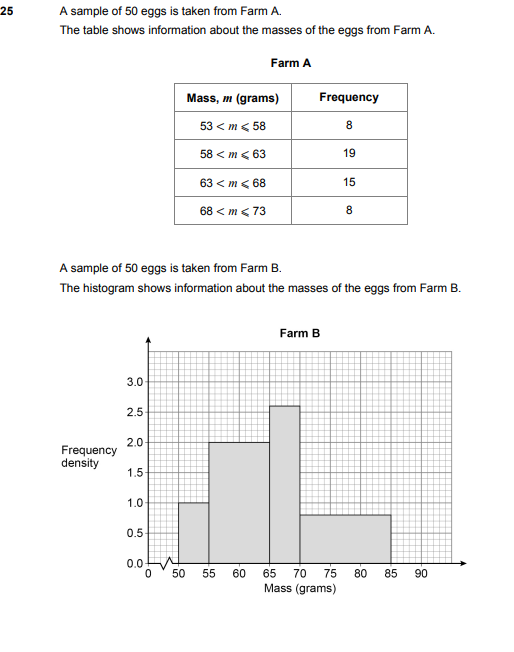 25 A sample of 50 eggs is taken from Farm A.
The table shows information about the masses of the eggs from Farm A.
Farm A
Mass, m (grams) Frequency
53 < m ⩽ 58 8
58 < m ⩽ 63 19
63 < m ⩽ 68 15
68 < m ⩽ 73 8
A sample of 50 eggs is taken from Farm B.
The histogram shows information about the masses of the eggs from Farm B.
Farm B
3.0
2.5
2.0
Frequency
density
1.5
1.0
0.5
0.0
0 50 55 60 65 70 75 80 85 90
Mass (grams)